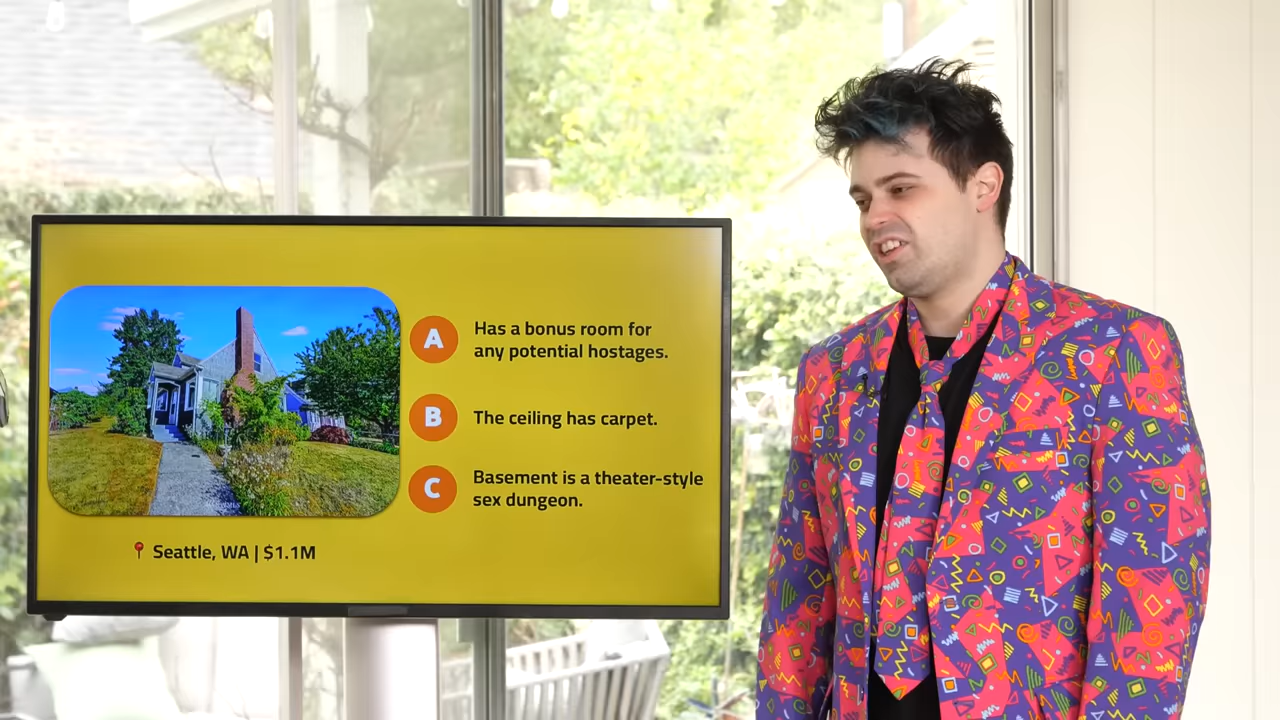 A
Has a bonus room for
any potential hostages.
B
The ceiling has carpet.
C
Basement is a theater-style
sex dungeon.
Seattle, WA | $1.1M